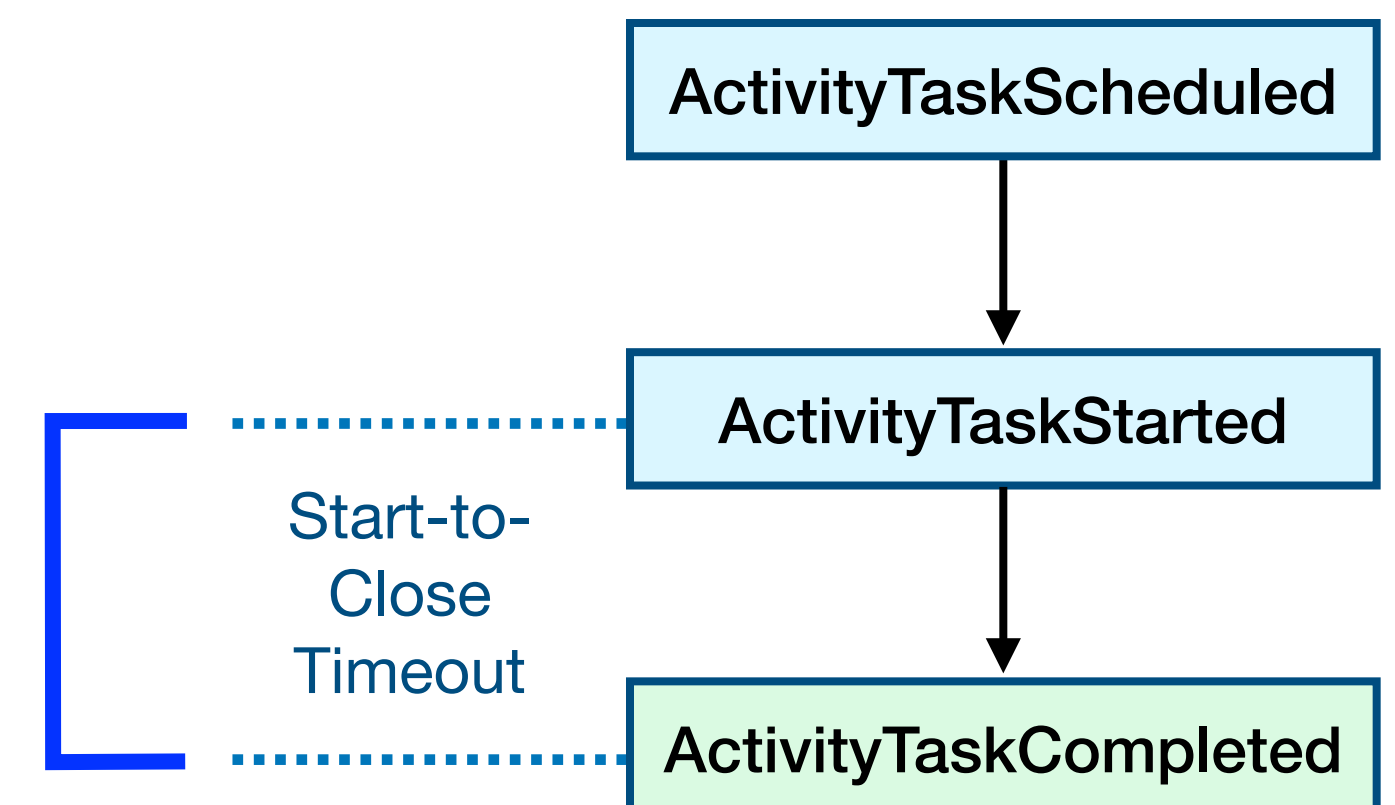 ActivityTaskScheduled
ActivityTaskStarted
Start-to-
Close
Timeout
ActivityTaskCompleted